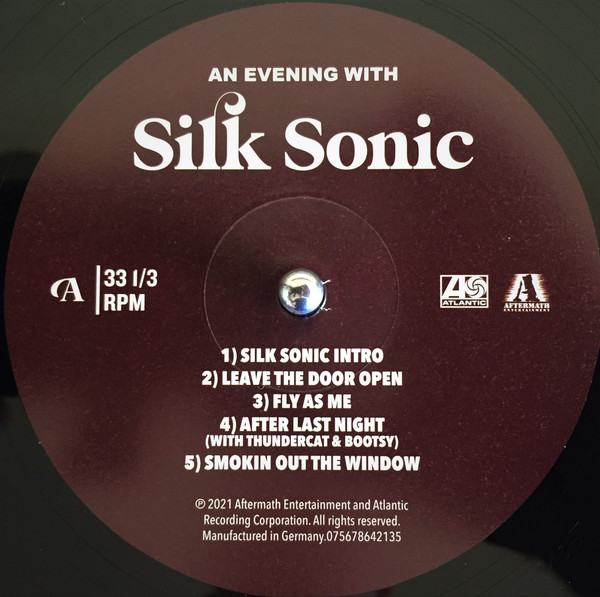 AN EVENING WITH
Silk Sonic
A
33 1/3
RPM
ATLANTIC
AFTERMATH
ENTERTAINMENT
1) SILK SONIC INTRO
2) LEAVE THE DOOR OPEN
3) FLY AS ME
4) AFTER LAST NIGHT
(WITH THUNDERCAT & BOOTSY)
5) SMOKIN OUT THE WINDOW
℗ 2021 Aftermath Entertainment and Atlantic
Recording Corporation. All rights reserved.
Manufactured in Germany.075678642135